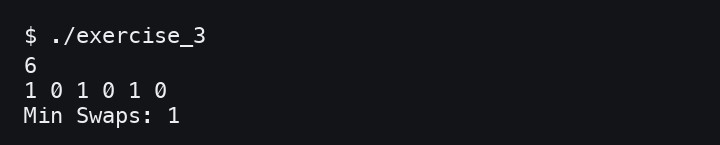 $ ./exercise_3
6
1 0 1 0 1 0
Min Swaps: 1